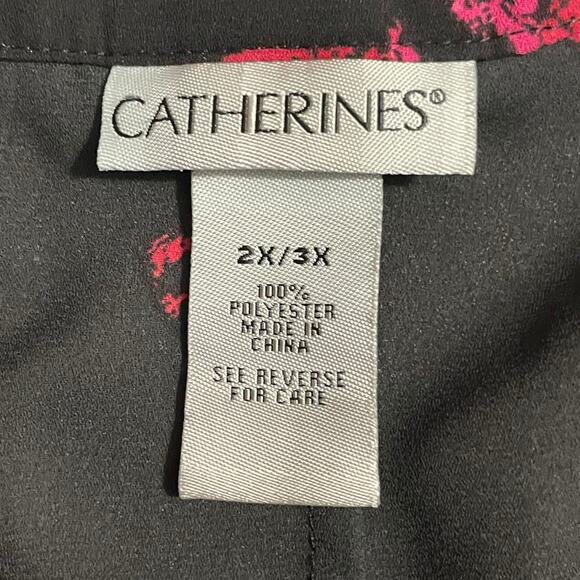 CATHERINES®
2X/3X
100%
POLYESTER
MADE IN
CHINA
SEE REVERSE
FOR CARE